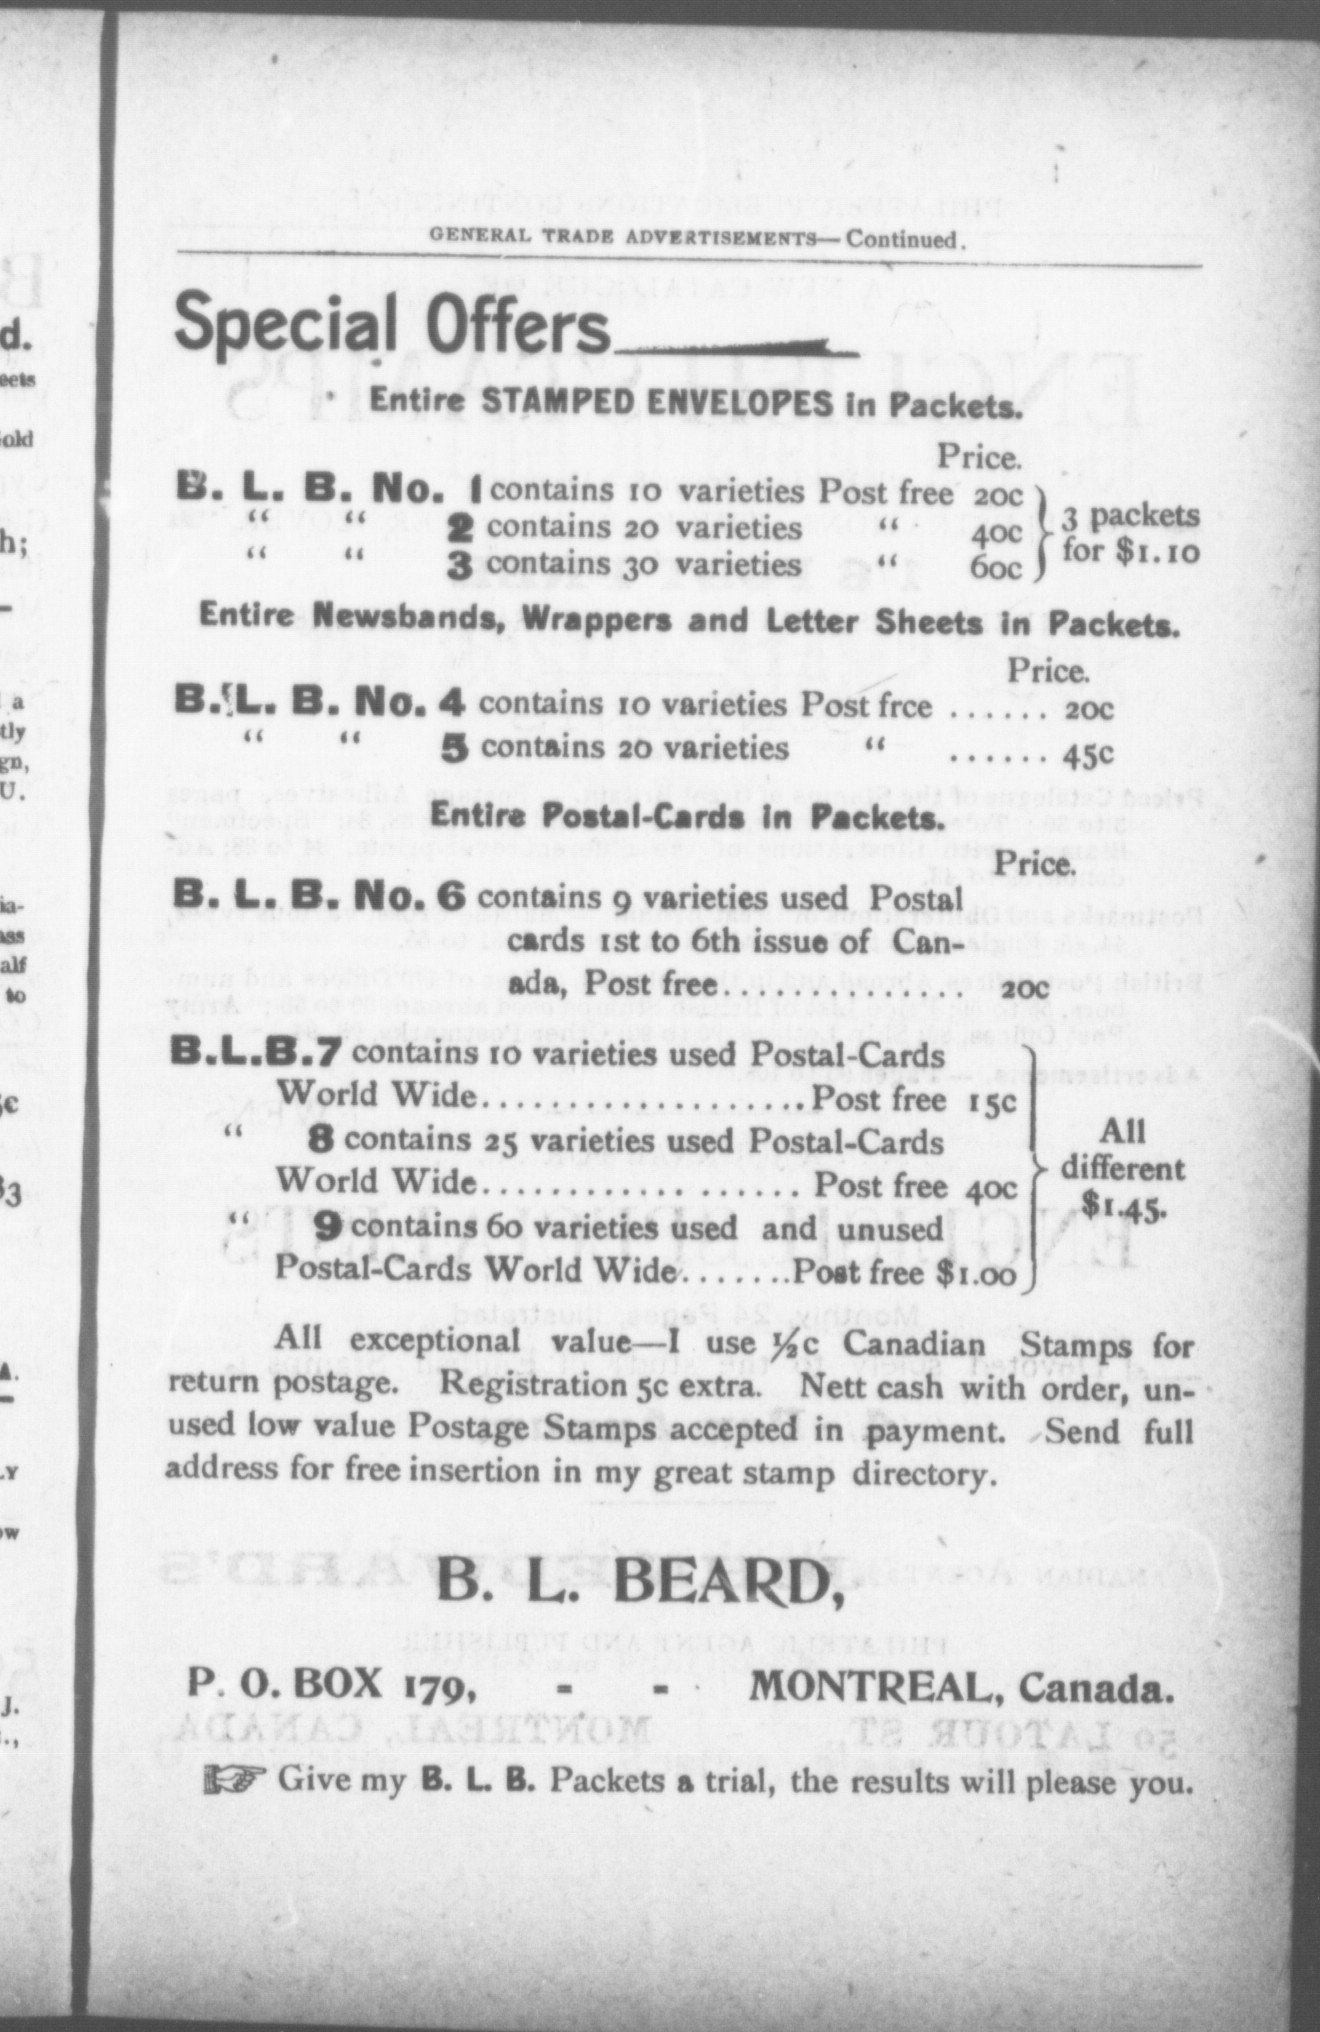 GENERAL TRADE ADVERTISEMENTS—Continued.
Special Offers
Entire STAMPED ENVELOPES in Packets.
Price.
B. L. B. No. 1 contains 10 varieties Post free 20c
“ “ 2 contains 20 varieties “ 40c
“ “ 3 contains 30 varieties “ 60c
3 packets
for $1.10
Entire Newsbands, Wrappers and Letter Sheets in Packets.
Price.
B. L. B. No. 4 contains 10 varieties Post frce ...... 20c
“ “ 5 contains 20 varieties “ ...... 45c
Entire Postal-Cards in Packets.
Price.
B. L. B. No. 6 contains 9 varieties used Postal
cards 1st to 6th issue of Can-
ada, Post free............... 20c
B.L.B.7 contains 10 varieties used Postal-Cards
World Wide...................Post free 15c
“ 8 contains 25 varieties used Postal-Cards
World Wide............ ...... Post free 40c
“ 9 contains 60 varieties used and unused
Postal-Cards World Wide.......Post free $1.00
All
different
$1.45.
All exceptional value—I use ½c Canadian Stamps for
return postage. Registration 5c extra. Nett cash with order, un-
used low value Postage Stamps accepted in payment. Send full
address for free insertion in my great stamp directory.
B. L. BEARD,
P. O. BOX 179, - - MONTREAL, Canada.
Give my B. L. B. Packets a trial, the results will please you.